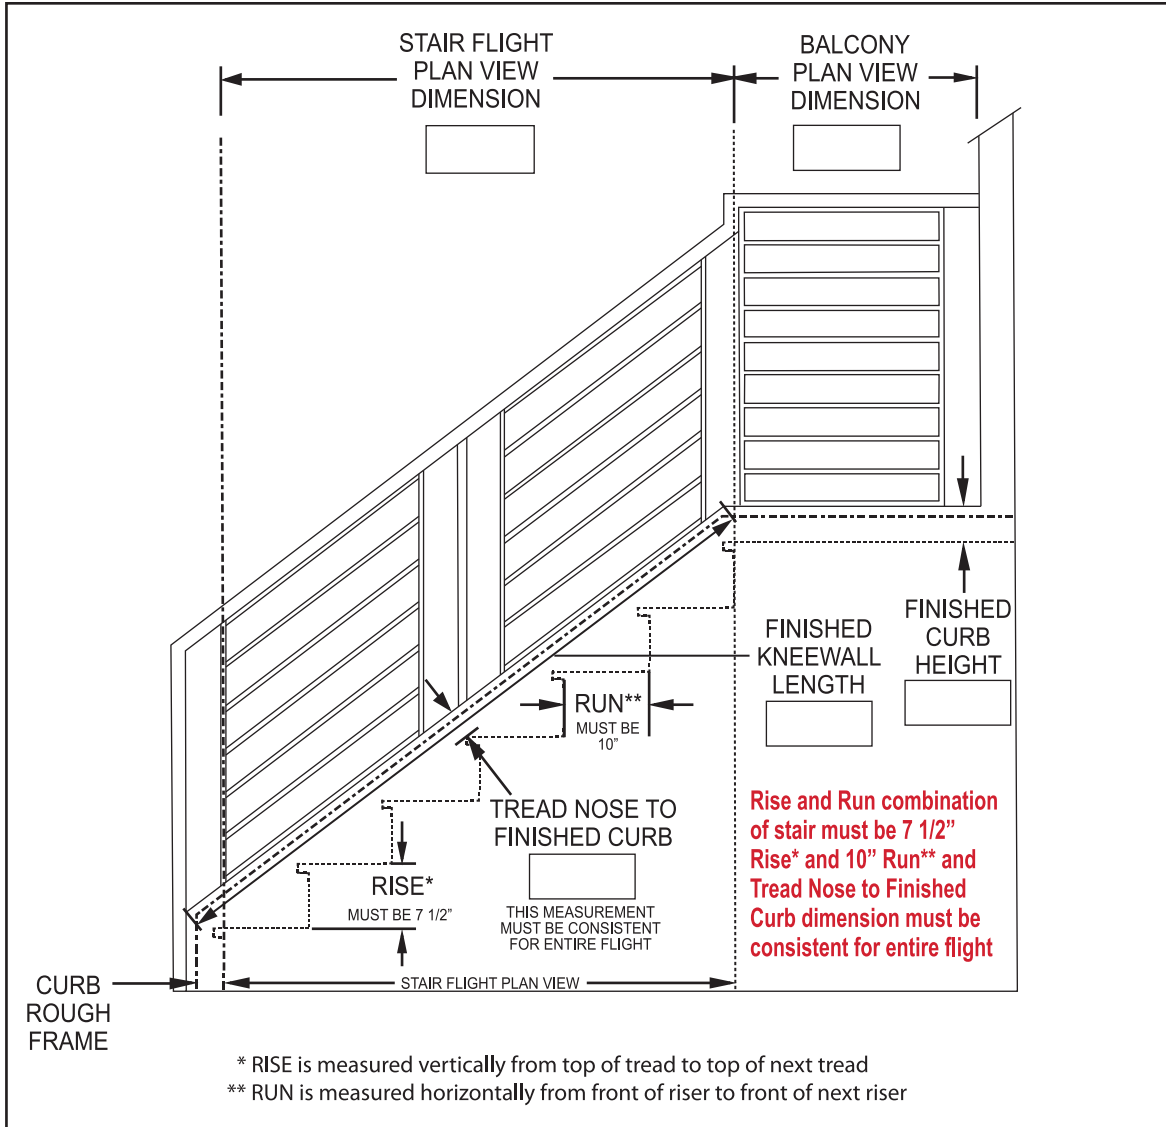 STAIR FLIGHT
PLAN VIEW
DIMENSION
BALCONY
PLAN VIEW
DIMENSION
FINISHED
CURB
HEIGHT
FINISHED
KNEEWALL
LENGTH
RUN**
MUST BE
10”
TREAD NOSE TO
FINISHED CURB
THIS MEASUREMENT
MUST BE CONSISTENT
FOR ENTIRE FLIGHT
RISE*
MUST BE 7 1/2”
Rise and Run combination
of stair must be 7 1/2”
Rise* and 10” Run** and
Tread Nose to Finished
Curb dimension must be
consistent for entire flight
STAIR FLIGHT PLAN VIEW
CURB
ROUGH
FRAME
* RISE is measured vertically from top of tread to top of next tread
** RUN is measured horizontally from front of riser to front of next riser